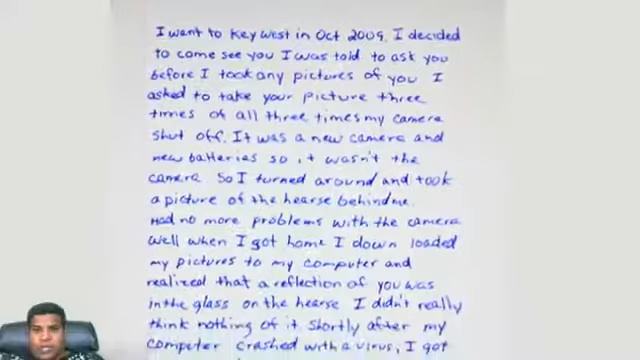 I want to Key West in Oct 2009. I decided
to come see you I was told to ask you
before I took any pictures of you I
asked to take your picture three
times of all three times my camera
shut off. It was a new camera and
new batteries so it wasn't the
camera So I turned around and took
a picture of the hearse behind me.
Had no more problems with the camera
well when I got home I down loaded
my pictures to my computer and
realized that a reflection of you was
in the glass on the hearse I didn't really
think nothing of it shortly after my
computer crashed with a virus, I got